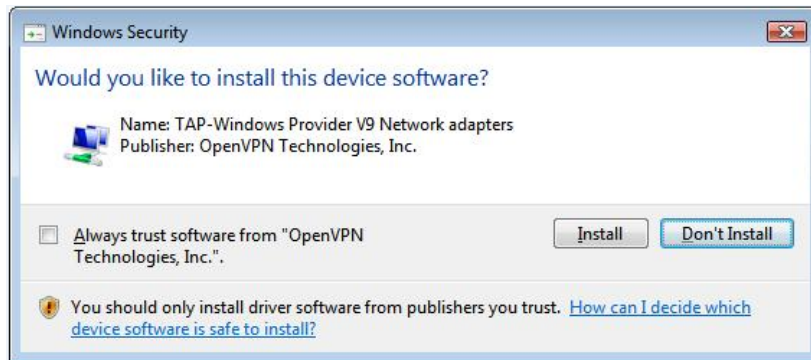 Windows Security
Would you like to install this device software?
Name: TAP-Windows Provider V9 Network adapters
Publisher: OpenVPN Technologies, Inc.
Always trust software from "OpenVPN
Technologies, Inc.".
Install
Don't Install
You should only install driver software from publishers you trust. How can I decide which
device software is safe to install?